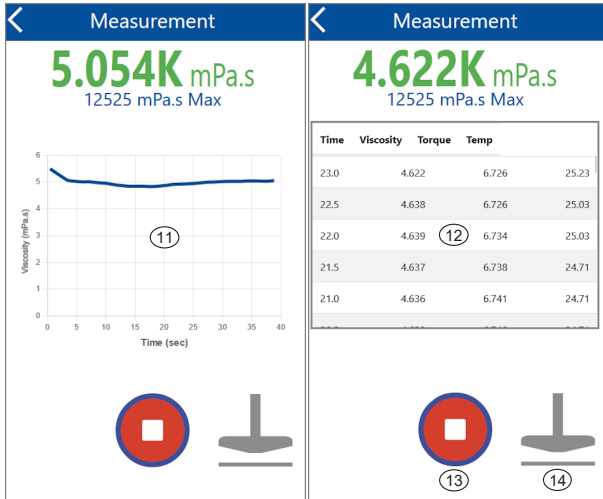 Measurement
5.054K mPa.s
12525 mPa.s Max
6
5
4
3
2
1
0
Viscosity (mPa.s)
11
0 5 10 15 20 25 30 35 40
Time (sec)
Measurement
4.622K mPa.s
12525 mPa.s Max
Time Viscosity Torque Temp
23.0 4.622 6.726 25.23
22.5 4.638 6.726 25.03
22.0 4.639 12 6.734 25.03
21.5 4.637 6.738 24.71
21.0 4.636 6.741 24.71
13
14